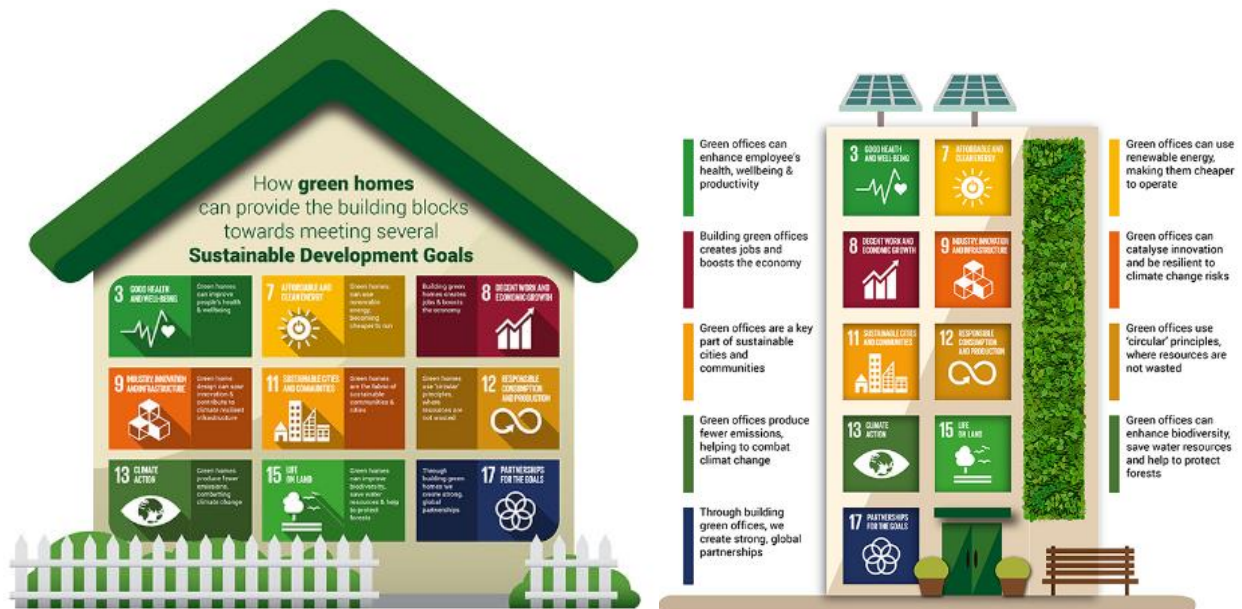 How green homes
can provide the building blocks
towards meeting several
Sustainable Development Goals
3 GOOD HEALTH
AND WELL-BEING
Green homes
can improve
people's health
& wellbeing
7 AFFORDABLE AND
CLEAN ENERGY
Green homes
can use
renewable
energy,
becoming
cheaper to run
Building green
homes creates
jobs & boosts
the economy
8 DECENT WORK AND
ECONOMIC GROWTH
9 INDUSTRY, INNOVATION
AND INFRASTRUCTURE
Green home
design can spur
innovation &
contribute to
climate resilient
infrastructure
11 SUSTAINABLE CITIES
AND COMMUNITIES
Green homes
are the fabric of
sustainable
communities &
cities
Green homes
use 'circular'
principles,
where
resources are
not wasted
12 RESPONSIBLE
CONSUMPTION
AND PRODUCTION
13 CLIMATE
ACTION
Green homes
produce fewer
emissions,
combatting
climate change
15 LIFE
ON LAND
Green homes
can improve
biodiversity,
save water
resources & help
to protect
forests
Through
building green
homes we
create strong,
global
partnerships
17 PARTNERSHIPS
FOR THE GOALS
Green offices can
enhance employee's
health, wellbeing &
productivity
Building green offices
creates jobs and
boosts the economy
Green offices are a key
part of sustainable
cities and
communities
Green offices produce
fewer emissions,
helping to combat
climat change
Through building
green offices, we
create strong, global
partnerships
3 GOOD HEALTH
AND WELL-BEING
7 AFFORDABLE AND
CLEAN ENERGY
8 DECENT WORK AND
ECONOMIC GROWTH
9 INDUSTRY, INNOVATION
AND INFRASTRUCTURE
11 SUSTAINABLE CITIES
AND COMMUNITIES
12 RESPONSIBLE
CONSUMPTION
AND PRODUCTION
13 CLIMATE
ACTION
15 LIFE
ON LAND
17 PARTNERSHIPS
FOR THE GOALS
Green offices can use
renewable energy,
making them cheaper
to operate
Green offices can
catalyse innovation
and be resilient to
climate change risks
Green offices use
'circular' principles,
where resources are
not wasted
Green offices can
enhance biodiversity,
save water resources
and help to protect
forests